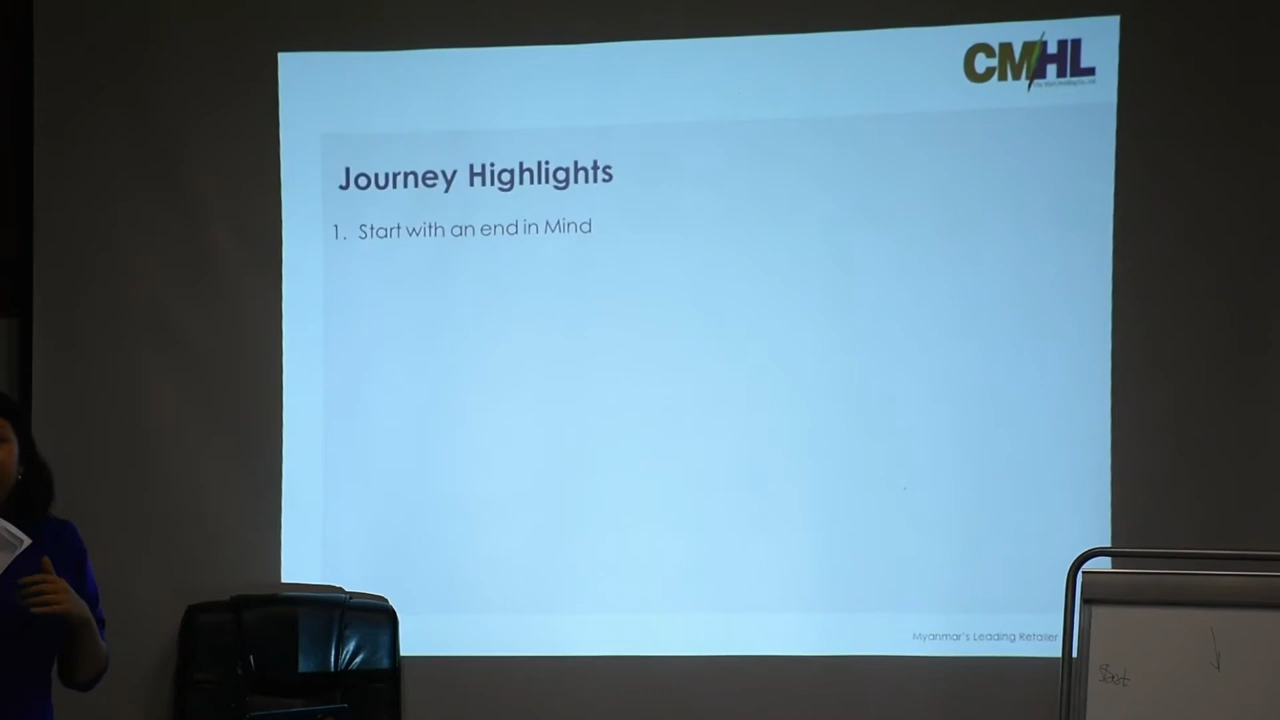 CMHL
Journey Highlights
1. Start with an end in Mind
Myanmar's Leading Retailer